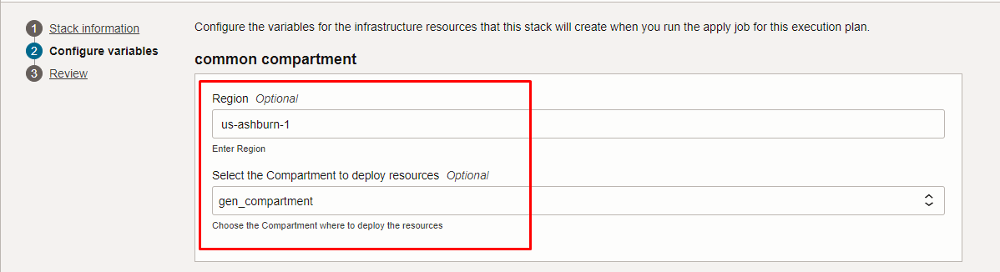 1 Stack information
2 Configure variables
3 Review
Configure the variables for the infrastructure resources that this stack will create when you run the apply job for this execution plan.
common compartment
Region Optional
us-ashburn-1
Enter Region
Select the Compartment to deploy resources Optional
gen_compartment
Choose the Compartment where to deploy the resources